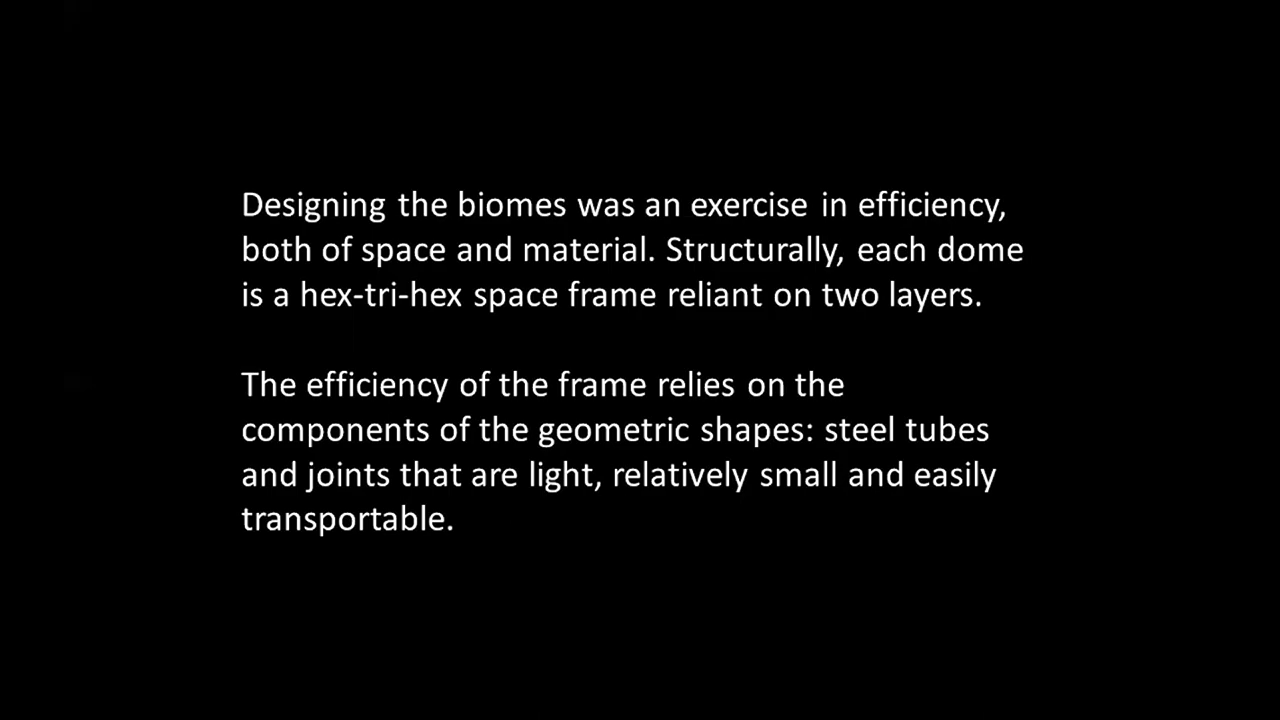 Designing the biomes was an exercise in efficiency,
both of space and material. Structurally, each dome
is a hex-tri-hex space frame reliant on two layers.
The efficiency of the frame relies on the
components of the geometric shapes: steel tubes
and joints that are light, relatively small and easily
transportable.